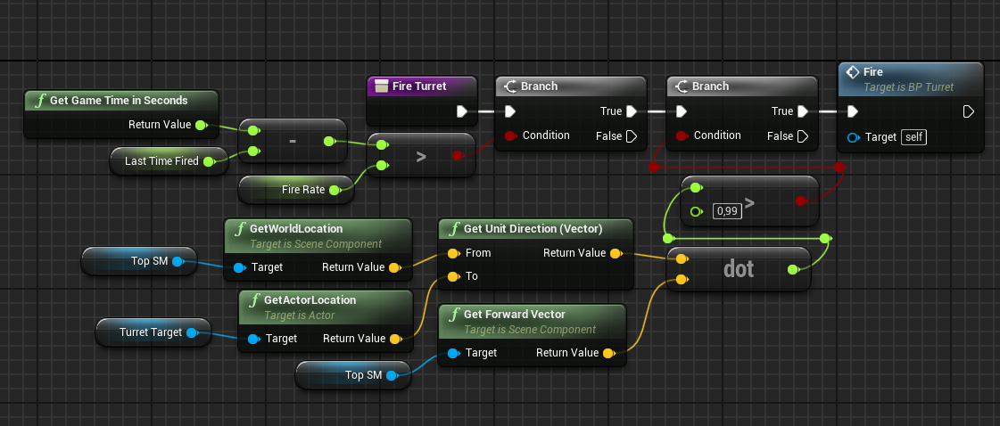 Get Game Time in Seconds
Return Value
Last Time Fired
-
Fire Rate
>
Fire Turret
Branch
True
Condition
False
Branch
True
Condition
False
Fire
Target is BP Turret
Target self
0,99 >
GetWorldLocation
Target is Scene Component
Top SM
Target Return Value
GetActorLocation
Target is Actor
Turret Target
Target Return Value
Get Unit Direction (Vector)
From Return Value
To
dot
Get Forward Vector
Target is Scene Component
Target Return Value
Top SM